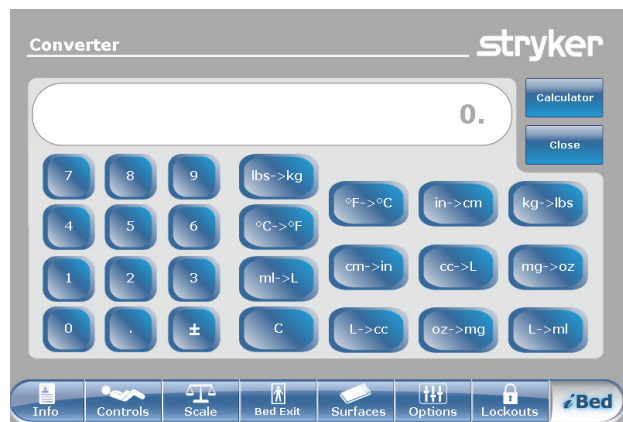 Converter
stryker
0.
Calculator
Close
7 8 9 lbs->kg
°F->°C in->cm kg->lbs
4 5 6 °C->°F
1 2 3 ml->L
cm->in cc->L mg->oz
0 . ± C L->cc oz->mg L->ml
Info Controls Scale Bed Exit Surfaces Options Lockouts iBed